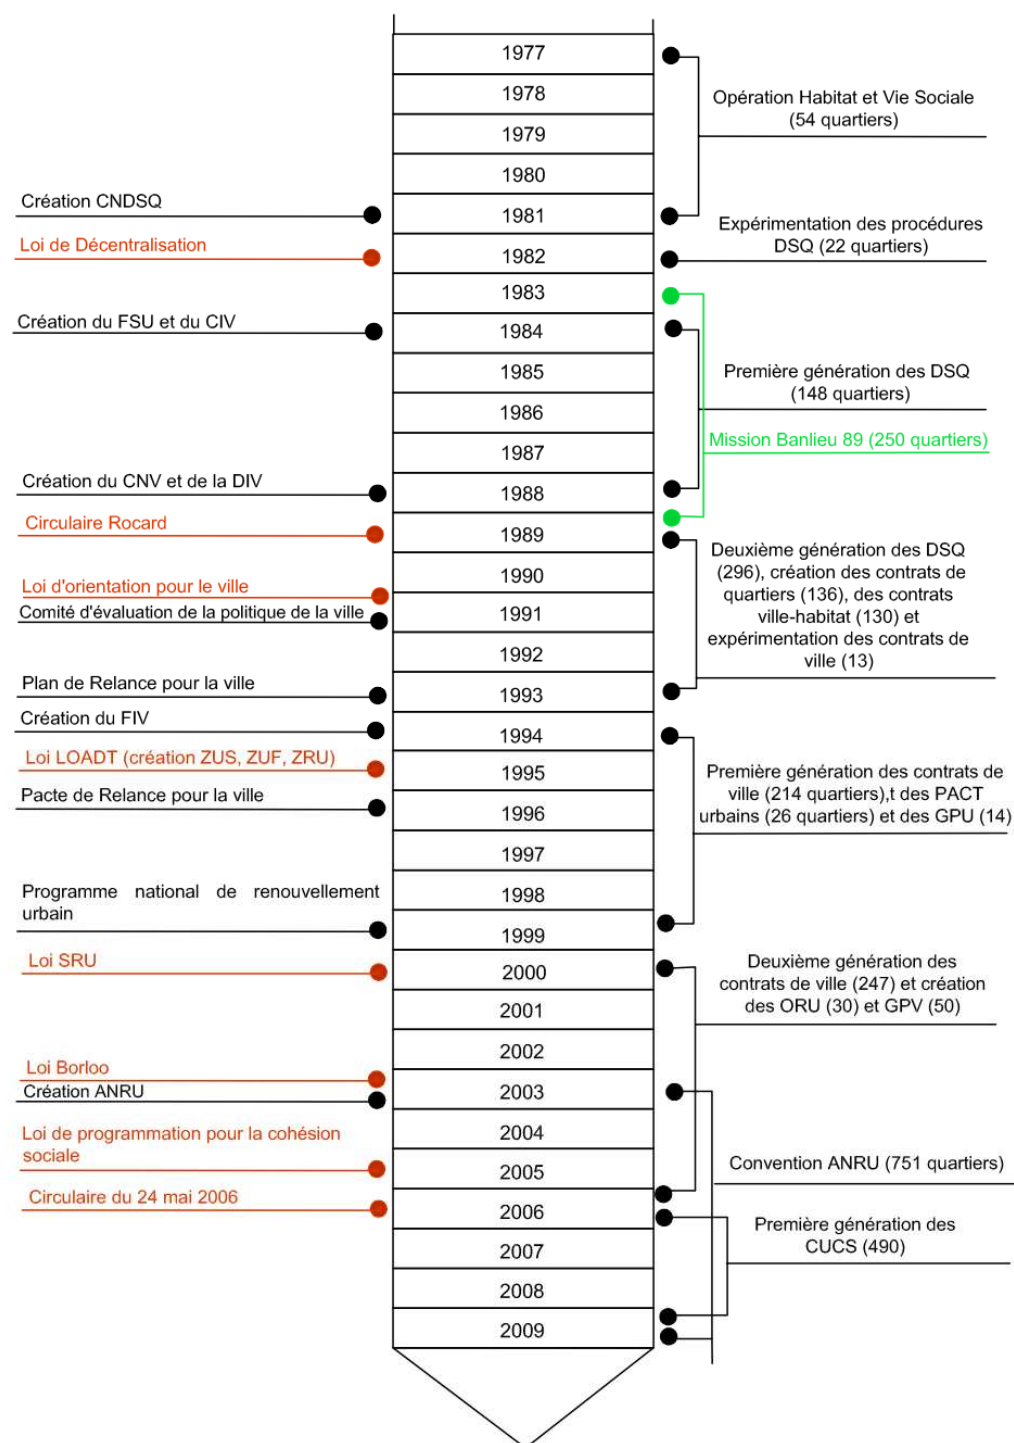 1977
Opération Habitat et Vie Sociale
(54 quartiers)
1978
1979
1980
Création CNDSQ
1981
Expérimentation des procédures
DSQ (22 quartiers)
Loi de Décentralisation
1982
1983
Création du FSU et du CIV
1984
1985
Première génération des DSQ
(148 quartiers)
1986
Mission Banlieu 89 (250 quartiers)
1987
Création du CNV et de la DIV
1988
Circulaire Rocard
1989
Deuxième génération des DSQ
(296), création des contrats de
quartiers (136), des contrats
ville-habitat (130) et
expérimentation des contrats de
ville (13)
1990
Loi d'orientation pour le ville
Comité d'évaluation de la politique de la ville
1991
1992
Plan de Relance pour la ville
1993
Création du FIV
1994
Loi LOADT (création ZUS, ZUF, ZRU)
1995
Première génération des contrats de
ville (214 quartiers),t des PACT
urbains (26 quartiers) et des GPU (14)
Pacte de Relance pour la ville
1996
1997
1998
Programme national de renouvellement
urbain
1999
Loi SRU
2000
Deuxième génération des
contrats de ville (247) et création
des ORU (30) et GPV (50)
2001
2002
Loi Borloo
Création ANRU
2003
2004
Loi de programmation pour la cohésion
sociale
2005
Convention ANRU (751 quartiers)
Circulaire du 24 mai 2006
2006
Première génération des
CUCS (490)
2007
2008
2009